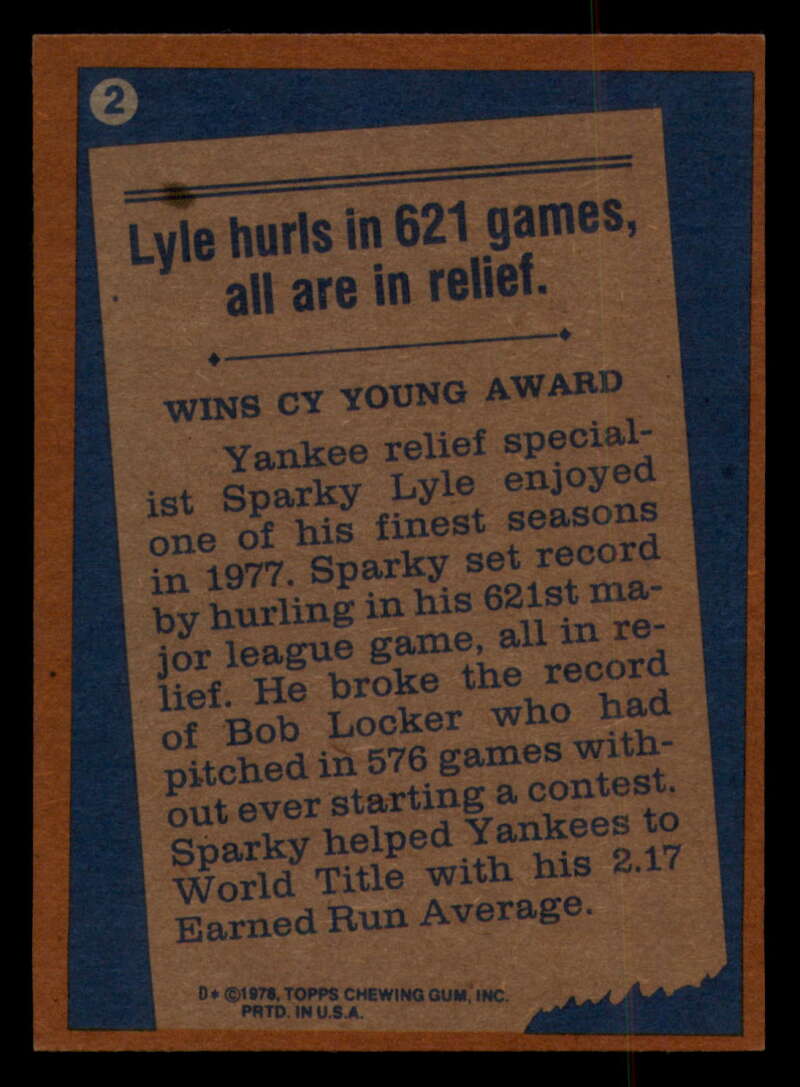 2
Lyle hurls in 621 games,
all are in relief.
WINS CY YOUNG AWARD
Yankee relief special-
ist Sparky Lyle enjoyed
one of his finest seasons
in 1977. Sparky set record
by hurling in his 621st ma-
jor league game, all in re-
lief. He broke the record
of Bob Locker who had
pitched in 576 games with-
out ever starting a contest.
Sparky helped Yankees to
World Title with his 2.17
Earned Run Average.
D* ©1978, TOPPS CHEWING GUM, INC.
PRTD. IN U.S.A.